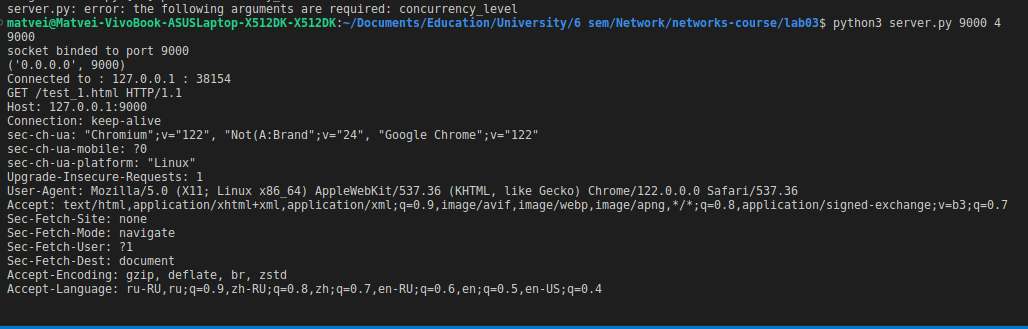 server.py: error: the following arguments are required: concurrency_level
matvei@Matvei-VivoBook-ASUSLaptop-X512DK-X512DK:~/Documents/Education/University/6 sem/Network/networks-course/lab03$ python3 server.py 9000 4
9000
socket binded to port 9000
('0.0.0.0', 9000)
Connected to : 127.0.0.1 : 38154
GET /test_1.html HTTP/1.1
Host: 127.0.0.1:9000
Connection: keep-alive
sec-ch-ua: "Chromium";v="122", "Not(A:Brand";v="24", "Google Chrome";v="122"
sec-ch-ua-mobile: ?0
sec-ch-ua-platform: "Linux"
Upgrade-Insecure-Requests: 1
User-Agent: Mozilla/5.0 (X11; Linux x86_64) AppleWebKit/537.36 (KHTML, like Gecko) Chrome/122.0.0.0 Safari/537.36
Accept: text/html,application/xhtml+xml,application/xml;q=0.9,image/avif,image/webp,image/apng,*/*;q=0.8,application/signed-exchange;v=b3;q=0.7
Sec-Fetch-Site: none
Sec-Fetch-Mode: navigate
Sec-Fetch-User: ?1
Sec-Fetch-Dest: document
Accept-Encoding: gzip, deflate, br, zstd
Accept-Language: ru-RU,ru;q=0.9,zh-RU;q=0.8,zh;q=0.7,en-RU;q=0.6,en;q=0.5,en-US;q=0.4